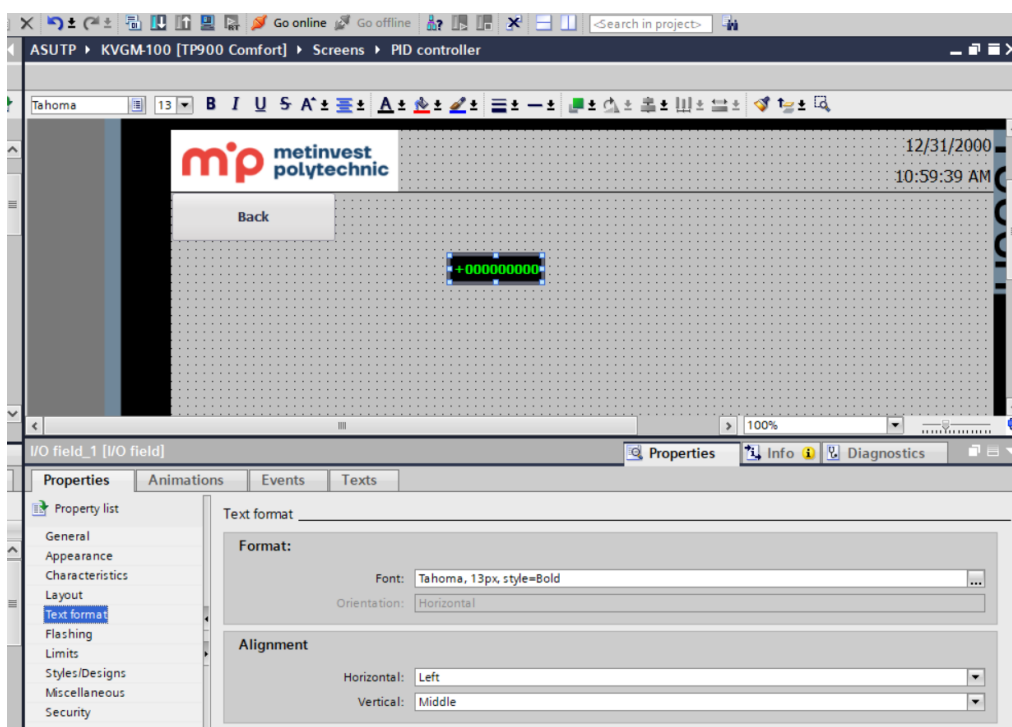 Go online Go offline <Search in project>
ASUTP KVGM-100 [TP900 Comfort] Screens PID controller
Tahoma 13 B I U S A A
metinvest
polytechnic
12/31/2000
10:59:39 AM
Back
+000000000
100%
I/O field_1 [I/O field]
Properties Info Diagnostics
Properties Animations Events Texts
Property list
Text format
General
Format:
Appearance
Characteristics
Font: Tahoma, 13px, style=Bold
Layout
Orientation: Horizontal
Text format
Flashing
Limits
Alignment
Styles/Designs
Horizontal: Left
Miscellaneous
Vertical: Middle
Security